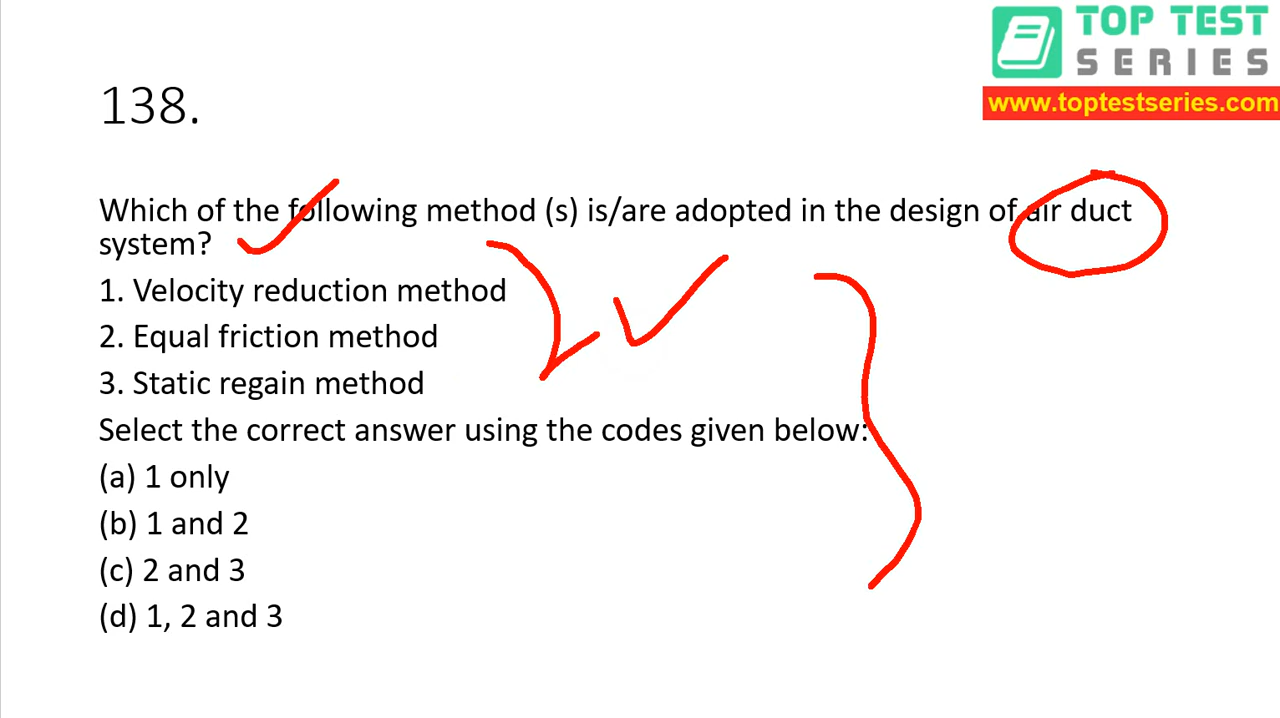 TOP TEST
SERIES
www.toptestseries.com
138.
Which of the following method (s) is/are adopted in the design of air duct
system?
1. Velocity reduction method
2. Equal friction method
3. Static regain method
Select the correct answer using the codes given below:
(a) 1 only
(b) 1 and 2
(c) 2 and 3
(d) 1, 2 and 3